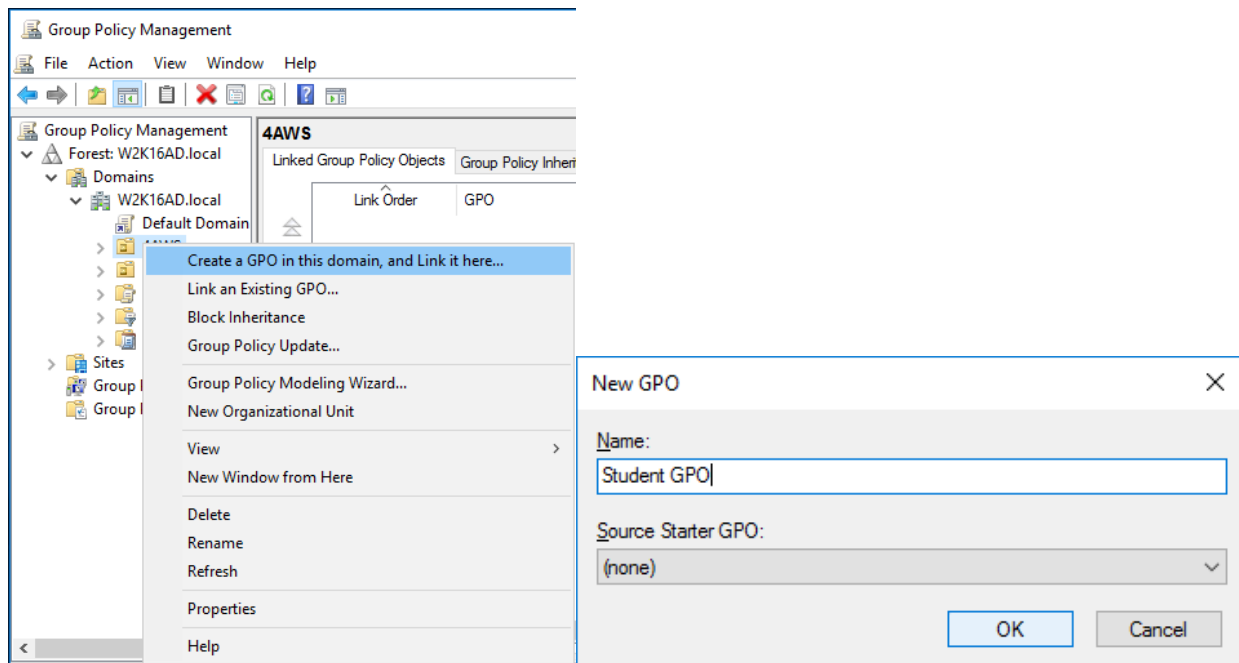 Group Policy Management
File Action View Window Help
Group Policy Management
Forest: W2K16AD.local
Domains
W2K16AD.local
Default Domain
Sites
Group
Group
4AWS
Linked Group Policy Objects Group Policy Inherit
Link Order GPO
Create a GPO in this domain, and Link it here...
Link an Existing GPO...
Block Inheritance
Group Policy Update...
Group Policy Modeling Wizard...
New Organizational Unit
View
New Window from Here
Delete
Rename
Refresh
Properties
Help
New GPO
Name:
Student GPO
Source Starter GPO:
(none)
OK Cancel